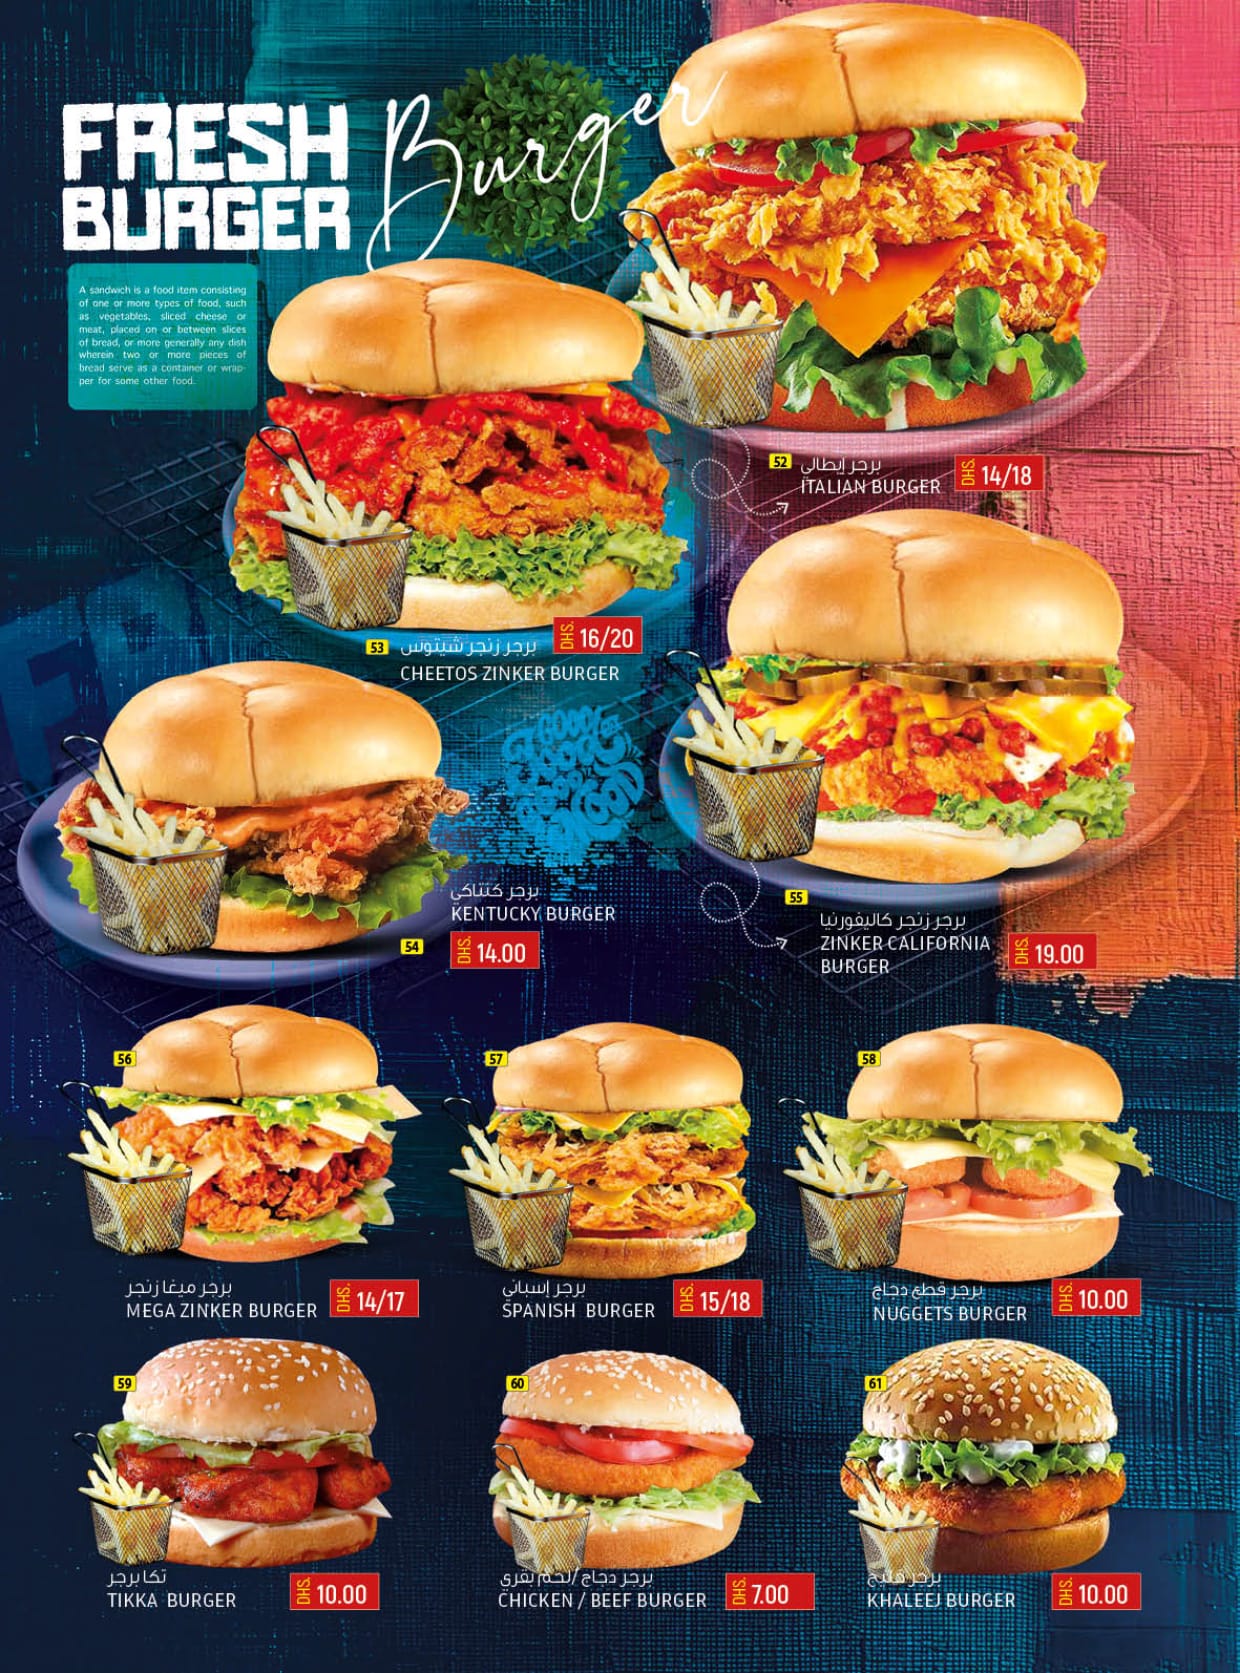 FRESH
BURGER
Burger
A sandwich is a food item consisting
of one or more types of food, such
as vegetables, sliced cheese or
meat, placed on or between slices
of bread, or more generally any dish
wherein two or more pieces of
bread serve as a container or wrap-
per for some other food.
52 برجر إيطالي
ITALIAN BURGER
DHS. 14/18
53 برجر زنجر شيتوس
CHEETOS ZINKER BURGER
DHS. 16/20
برجر كنتاكي
KENTUCKY BURGER
54
DHS. 14.00
55
برجر زنجر كاليفورنيا
ZINKER CALIFORNIA
BURGER
DHS. 19.00
56
برجر ميغا زنجر
MEGA ZINKER BURGER
DHS. 14/17
57
برجر إسباني
SPANISH BURGER
DHS. 15/18
58
برجر قطع دجاج
NUGGETS BURGER
DHS. 10.00
59
تكا برجر
TIKKA BURGER
DHS. 10.00
60
برجر دجاج/لحم بقري
CHICKEN / BEEF BURGER
DHS. 7.00
61
برجر خليج
KHALEEJ BURGER
DHS. 10.00